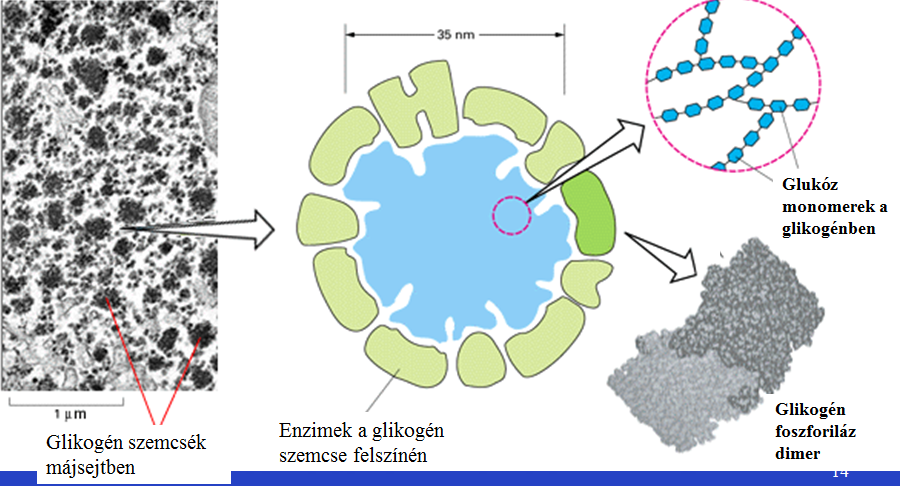 35 nm
Glukóz
monomerek a
glikogénben
1 µm
Glikogén szemcsék
májsejtben
Enzimek a glikogén
szemcse felszínén
Glikogén
foszforiláz
dimer
14